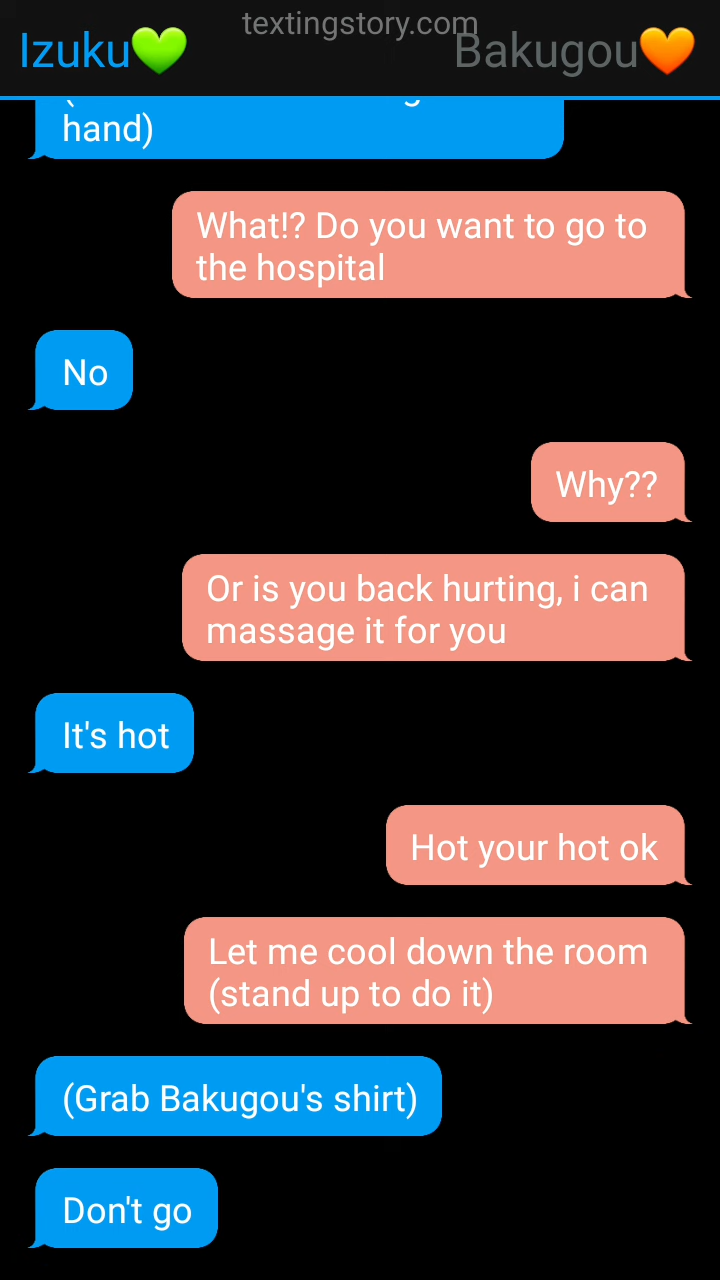 textingstory.com
Izuku💚
Bakugou🧡
hand)
What!? Do you want to go to
the hospital
No
Why??
Or is you back hurting, i can
massage it for you
It's hot
Hot your hot ok
Let me cool down the room
(stand up to do it)
(Grab Bakugou's shirt)
Don't go